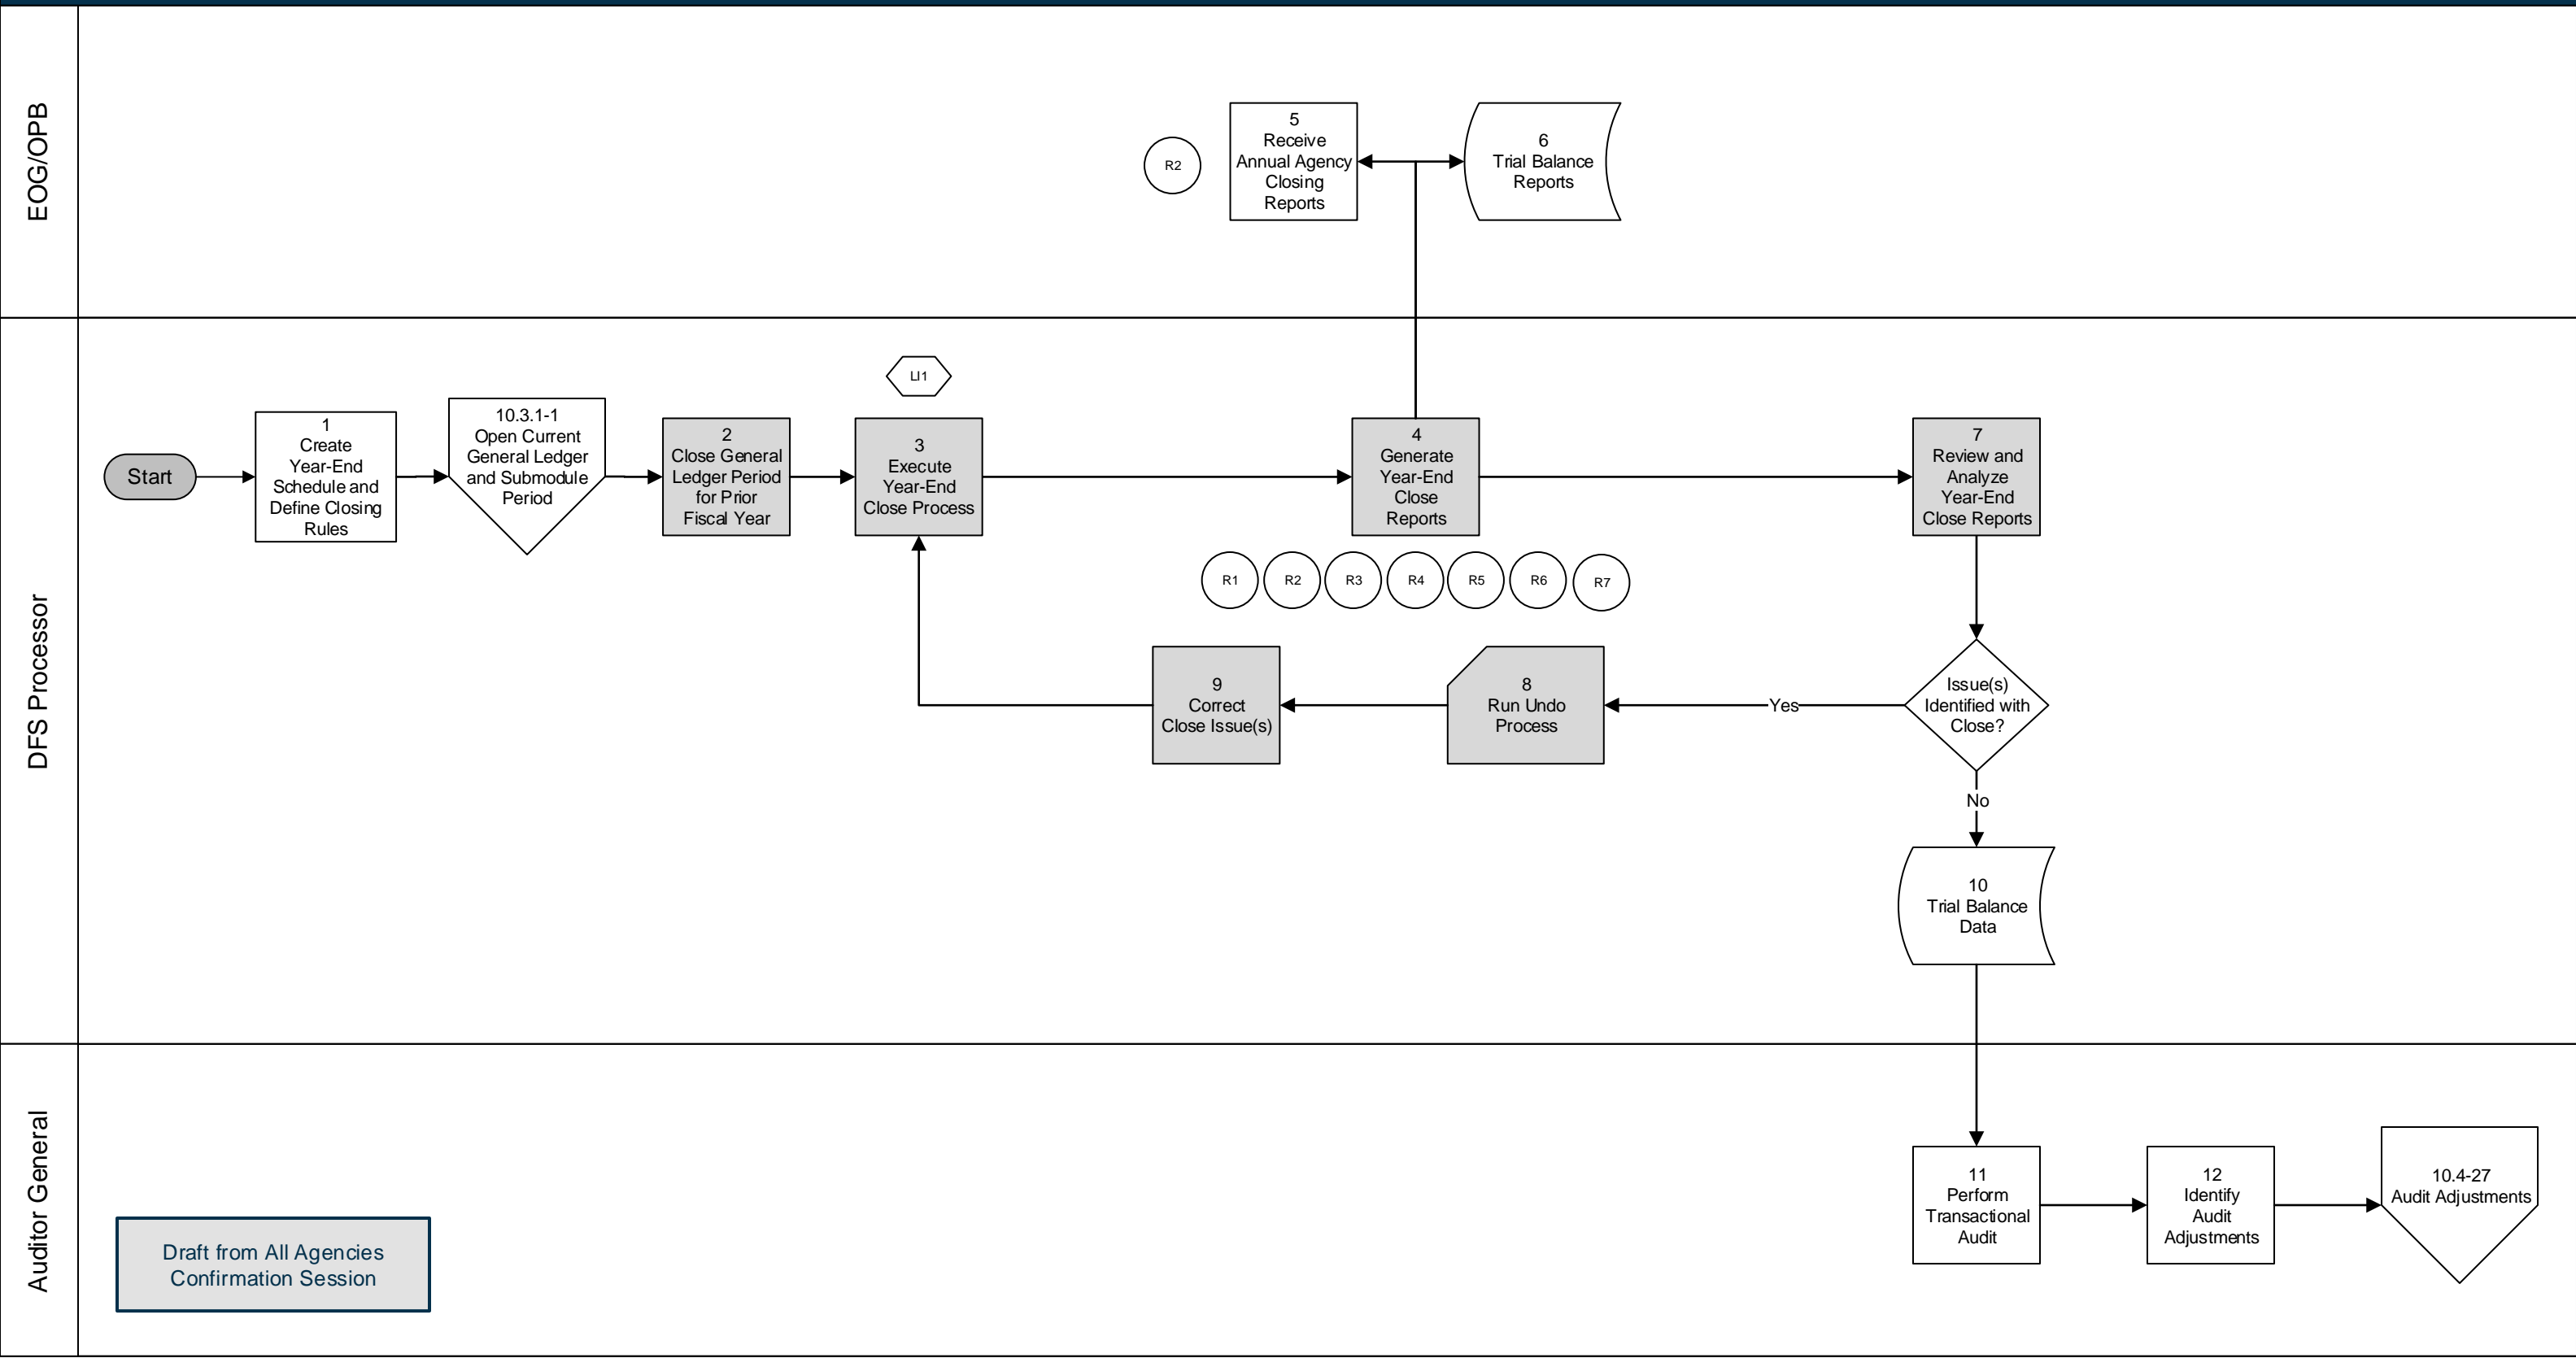 EOG/OPB
R2
5
Receive
Annual Agency
Closing
Reports
6
Trial Balance
Reports
DFS Processor
Start
1
Create
Year-End
Schedule and
Define Closing
Rules
10.3.1-1
Open Current
General Ledger
and Submodule
Period
2
Close General
Ledger Period
for Prior
Fiscal Year
LI1
3
Execute
Year-End
Close Process
4
Generate
Year-End
Close
Reports
7
Review and
Analyze
Year-End
Close Reports
R1
R2
R3
R4
R5
R6
R7
9
Correct
Close Issue(s)
8
Run Undo
Process
Yes
Issue(s)
Identified with
Close?
No
10
Trial Balance
Data
Auditor General
11
Perform
Transactional
Audit
12
Identify
Audit
Adjustments
10.4-27
Audit Adjustments
Draft from All Agencies
Confirmation Session